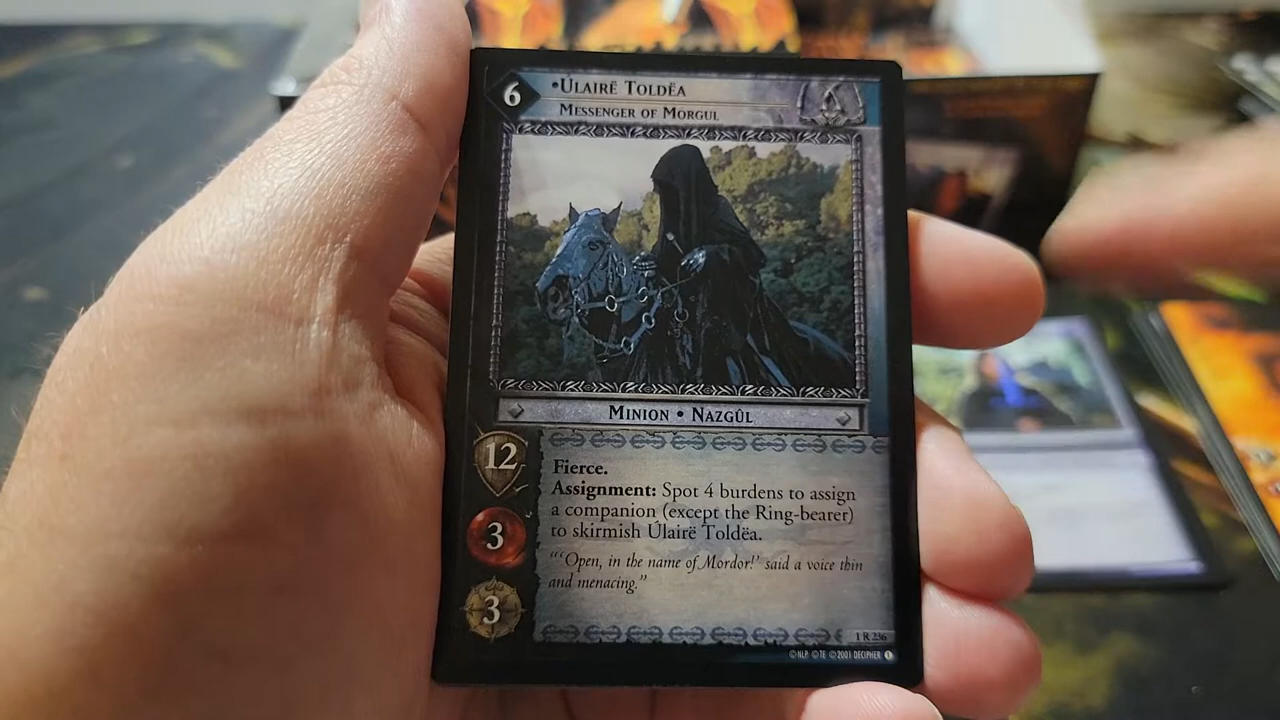 6
•Úlairë Toldëa
Messenger of Morgul
Minion • Nazgûl
12
3
3
Fierce.
Assignment: Spot 4 burdens to assign
a companion (except the Ring-bearer)
to skirmish Úlairë Toldëa.
“‘Open, in the name of Mordor!’ said a voice thin
and menacing.”
1 R 236
© NLP © TE © 2001 DECIPHER